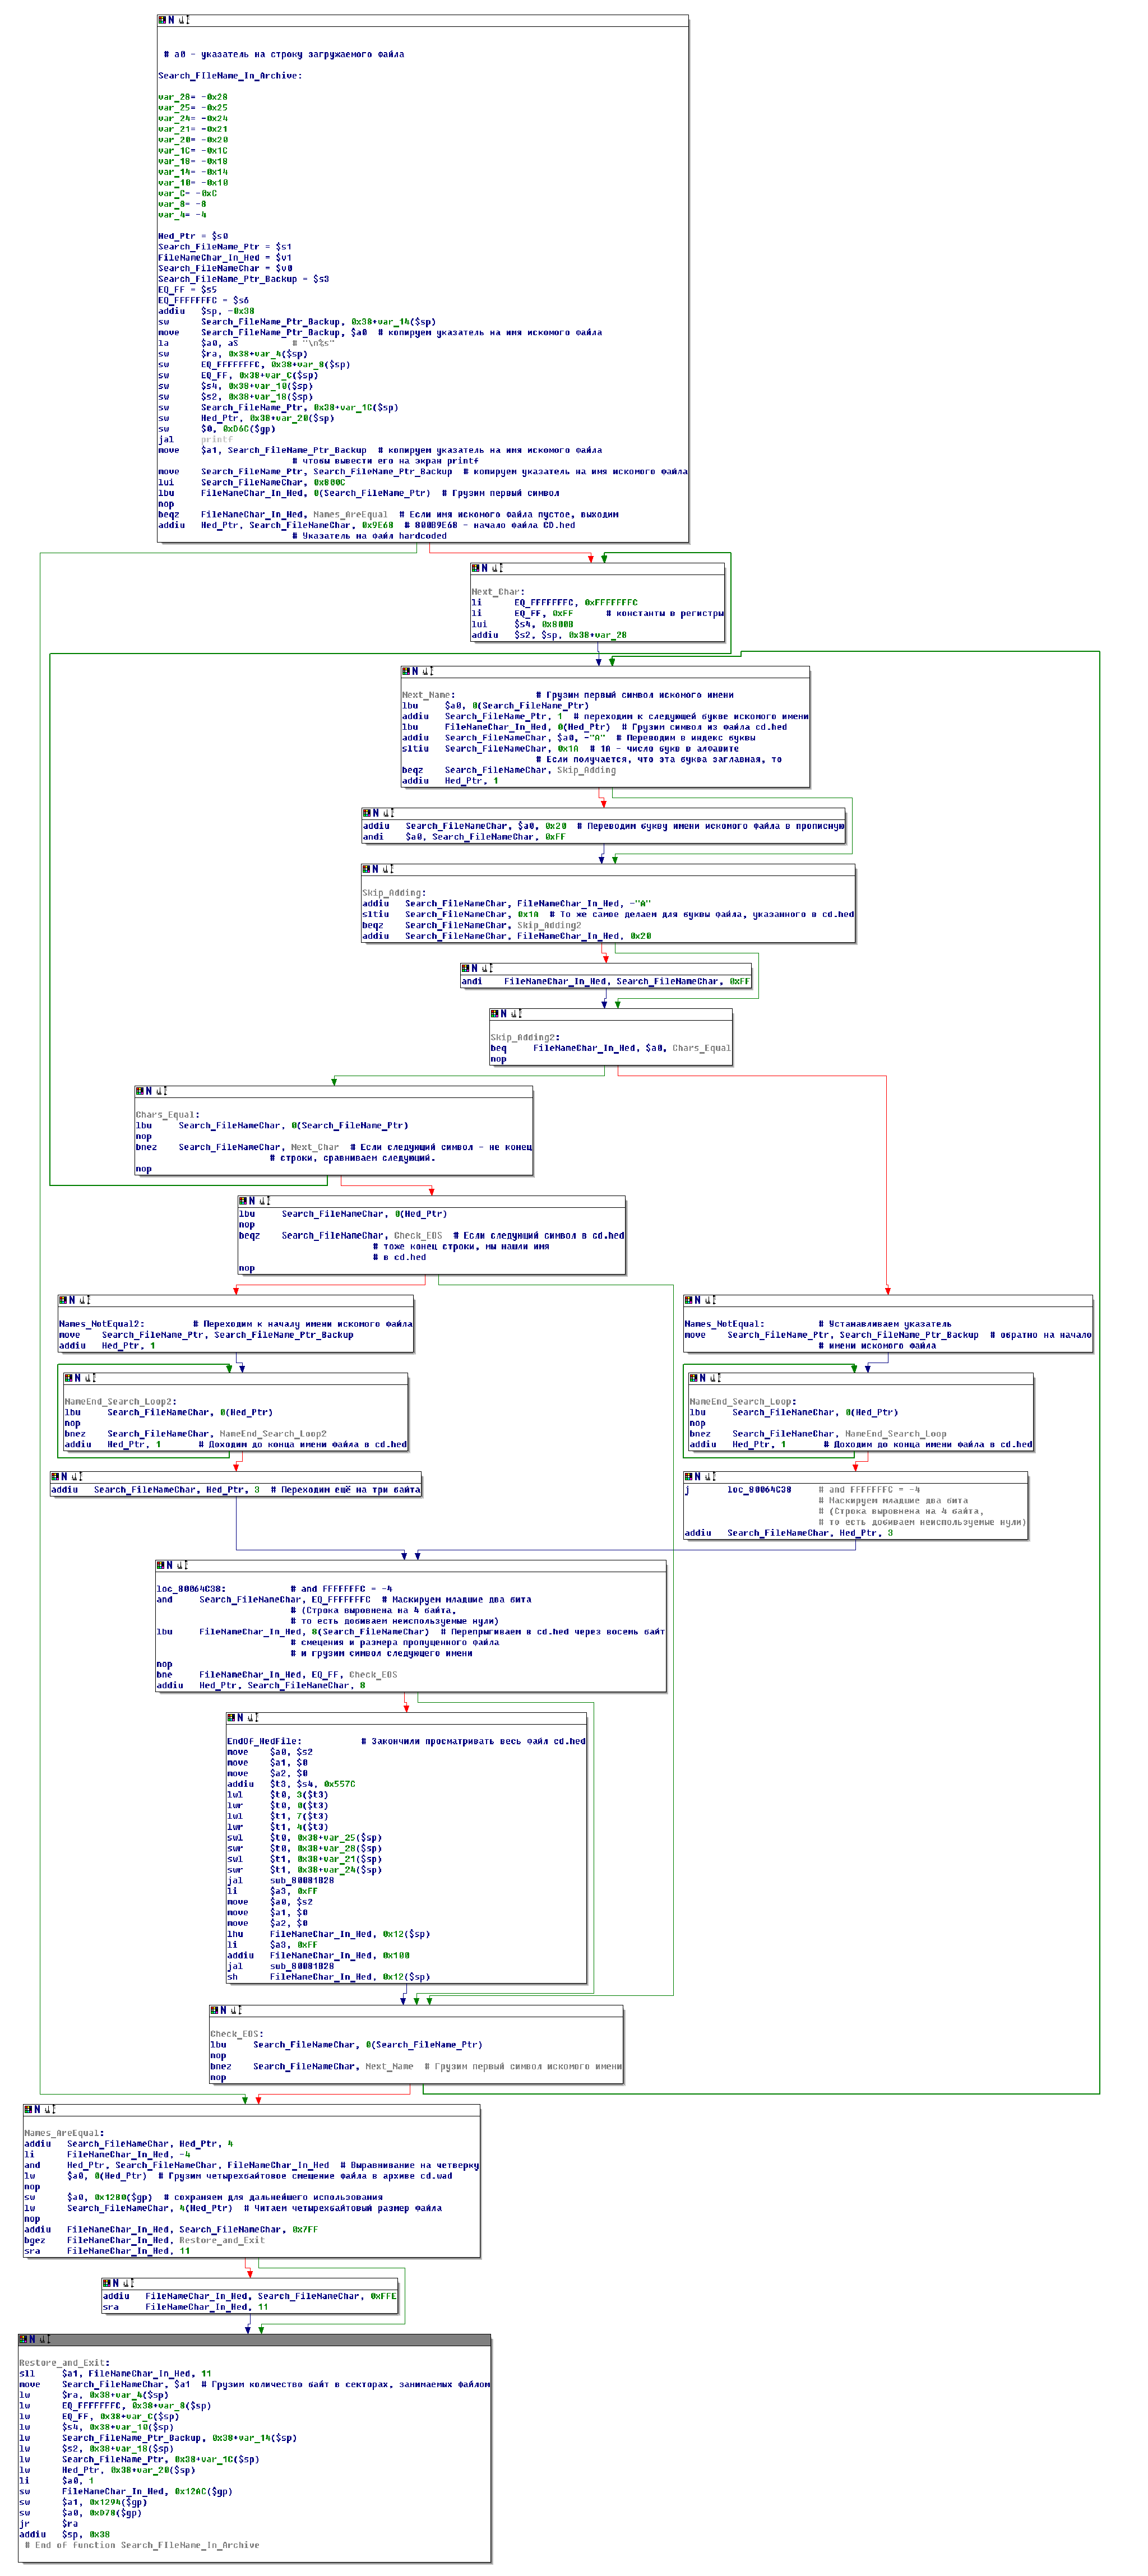 # a0 - указатель на строку загружаемого файла
Search_FIleName_In_Archive:
var_28= -0x28
var_25= -0x25
var_24= -0x24
var_21= -0x21
var_20= -0x20
var_1C= -0x1C
var_18= -0x18
var_14= -0x14
var_10= -0x10
var_C= -0xC
var_8= -8
var_4= -4
Hed_Ptr = $s0
Search_FileName_Ptr = $s1
FileNameChar_In_Hed = $v1
Search_FileNameChar = $v0
Search_FileName_Ptr_Backup = $s3
EQ_FF = $s5
EQ_FFFFFFFC = $s6
addiu $sp, -0x38
sw Search_FileName_Ptr_Backup, 0x38+var_14($sp)
move Search_FileName_Ptr_Backup, $a0 # копируем указатель на имя искомого файла
la $a0, aS # "\n%s"
sw $ra, 0x38+var_4($sp)
sw EQ_FFFFFFFC, 0x38+var_8($sp)
sw EQ_FF, 0x38+var_C($sp)
sw $s4, 0x38+var_10($sp)
sw $s2, 0x38+var_18($sp)
sw Search_FileName_Ptr, 0x38+var_1C($sp)
sw Hed_Ptr, 0x38+var_20($sp)
sw $0, 0xD6C($gp)
jal printf
move $a1, Search_FileName_Ptr_Backup # копируем указатель на имя искомого файла
# чтобы вывести его на экран printf
move Search_FileName_Ptr, Search_FileName_Ptr_Backup # копируем указатель на имя искомого файла
lui Search_FileNameChar, 0x800C
lbu FileNameChar_In_Hed, 0(Search_FileName_Ptr) # Грузим первый символ
nop
beqz FileNameChar_In_Hed, Names_AreEqual # Если имя искомого файла пустое, выходим
addiu Hed_Ptr, Search_FileNameChar, 0x9E68 # 800B9E68 - начало файла CD.hed
# Указатель на файл hardcoded
Next_Char:
li EQ_FFFFFFFC, 0xFFFFFFFC
li EQ_FF, 0xFF # константы в регистры
lui $s4, 0x800B
addiu $s2, $sp, 0x38+var_28
Next_Name: # Грузим первый символ искомого имени
lbu $a0, 0(Search_FileName_Ptr)
addiu Search_FileName_Ptr, 1 # переходим к следующей букве искомого имени
lbu FileNameChar_In_Hed, 0(Hed_Ptr) # Грузим символ из файла cd.hed
addiu Search_FileNameChar, $a0, -"A" # Переводим в индекс буквы
sltiu Search_FileNameChar, 0x1A # 1A - число букв в алфавите
# Если получается, что эта буква заглавная, то
beqz Search_FileNameChar, Skip_Adding
addiu Hed_Ptr, 1
addiu Search_FileNameChar, $a0, 0x20 # Переводим букву имени искомого файла в прописную
andi $a0, Search_FileNameChar, 0xFF
Skip_Adding:
addiu Search_FileNameChar, FileNameChar_In_Hed, -"A"
sltiu Search_FileNameChar, 0x1A # То же самое делаем для буквы файла, указанного в cd.hed
beqz Search_FileNameChar, Skip_Adding2
addiu Search_FileNameChar, FileNameChar_In_Hed, 0x20
andi FileNameChar_In_Hed, Search_FileNameChar, 0xFF
Skip_Adding2:
beq FileNameChar_In_Hed, $a0, Chars_Equal
nop
Chars_Equal:
lbu Search_FileNameChar, 0(Search_FileName_Ptr)
nop
bnez Search_FileNameChar, Next_Char # Если следующий символ - не конец
# строки, сравниваем следующий.
nop
lbu Search_FileNameChar, 0(Hed_Ptr)
nop
beqz Search_FileNameChar, Check_EOS # Если следующий символ в cd.hed
# тоже конец строки, мы нашли имя
# в cd.hed
nop
Names_NotEqual2: # Переходим к началу имени искомого файла
move Search_FileName_Ptr, Search_FileName_Ptr_Backup
addiu Hed_Ptr, 1
Names_NotEqual: # Устанавливаем указатель
move Search_FileName_Ptr, Search_FileName_Ptr_Backup # обратно на начало
# имени искомого файла
NameEnd_Search_Loop2:
lbu Search_FileNameChar, 0(Hed_Ptr)
nop
bnez Search_FileNameChar, NameEnd_Search_Loop2
addiu Hed_Ptr, 1 # Доходим до конца имени файла в cd.hed
NameEnd_Search_Loop:
lbu Search_FileNameChar, 0(Hed_Ptr)
nop
bnez Search_FileNameChar, NameEnd_Search_Loop
addiu Hed_Ptr, 1 # Доходим до конца имени файла в cd.hed
addiu Search_FileNameChar, Hed_Ptr, 3 # Переходим ещё на три байта
j loc_80064C38 # and FFFFFFFC = -4
# Маскируем младшие два бита
# (Строка выровнена на 4 байта,
# то есть добиваем неиспользуемые нули)
addiu Search_FileNameChar, Hed_Ptr, 3
loc_80064C38: # and FFFFFFFC = -4
and Search_FileNameChar, EQ_FFFFFFFC # Маскируем младшие два бита
# (Строка выровнена на 4 байта,
# то есть добиваем неиспользуемые нули)
lbu FileNameChar_In_Hed, 8(Search_FileNameChar) # Перепрыгиваем в cd.hed через восемь байт
# смещения и размера пропущенного файла
# и грузим символ следующего имени
nop
bne FileNameChar_In_Hed, EQ_FF, Check_EOS
addiu Hed_Ptr, Search_FileNameChar, 8
EndOf_HedFile: # Закончили просматривать весь файл cd.hed
move $a0, $s2
move $a1, $0
move $a2, $0
addiu $t3, $s4, 0x557C
lwl $t0, 3($t3)
lwr $t0, 0($t3)
lwl $t1, 7($t3)
lwr $t1, 4($t3)
swl $t0, 0x38+var_25($sp)
swr $t0, 0x38+var_28($sp)
swl $t1, 0x38+var_21($sp)
swr $t1, 0x38+var_24($sp)
jal sub_80081B28
li $a3, 0xFF
move $a0, $s2
move $a1, $0
move $a2, $0
lhu FileNameChar_In_Hed, 0x12($sp)
li $a3, 0xFF
addiu FileNameChar_In_Hed, 0x100
jal sub_80081B28
sh FileNameChar_In_Hed, 0x12($sp)
Check_EOS:
lbu Search_FileNameChar, 0(Search_FileName_Ptr)
nop
bnez Search_FileNameChar, Next_Name # Грузим первый символ искомого имени
nop
Names_AreEqual:
addiu Search_FileNameChar, Hed_Ptr, 4
li FileNameChar_In_Hed, -4
and Hed_Ptr, Search_FileNameChar, FileNameChar_In_Hed # Выравнивание на четверку
lw $a0, 0(Hed_Ptr) # Грузим четырехбайтовое смещение файла в архиве cd.wad
nop
sw $a0, 0x1280($gp) # сохраняем для дальнейшего использования
lw Search_FileNameChar, 4(Hed_Ptr) # Читаем четырехбайтовый размер файла
nop
addiu FileNameChar_In_Hed, Search_FileNameChar, 0x7FF
bgez FileNameChar_In_Hed, Restore_and_Exit
sra FileNameChar_In_Hed, 11
addiu FileNameChar_In_Hed, Search_FileNameChar, 0xFFE
sra FileNameChar_In_Hed, 11
Restore_and_Exit:
sll $a1, FileNameChar_In_Hed, 11
move Search_FileNameChar, $a1 # Грузим количество байт в секторах, занимаемых файлом
lw $ra, 0x38+var_4($sp)
lw EQ_FFFFFFFC, 0x38+var_8($sp)
lw EQ_FF, 0x38+var_C($sp)
lw $s4, 0x38+var_10($sp)
lw Search_FileName_Ptr_Backup, 0x38+var_14($sp)
lw $s2, 0x38+var_18($sp)
lw Search_FileName_Ptr, 0x38+var_1C($sp)
lw Hed_Ptr, 0x38+var_20($sp)
li $a0, 1
sw FileNameChar_In_Hed, 0x12AC($gp)
sw $a1, 0x1294($gp)
sw $a0, 0xD78($gp)
jr $ra
addiu $sp, 0x38
# End of function Search_FIleName_In_Archive